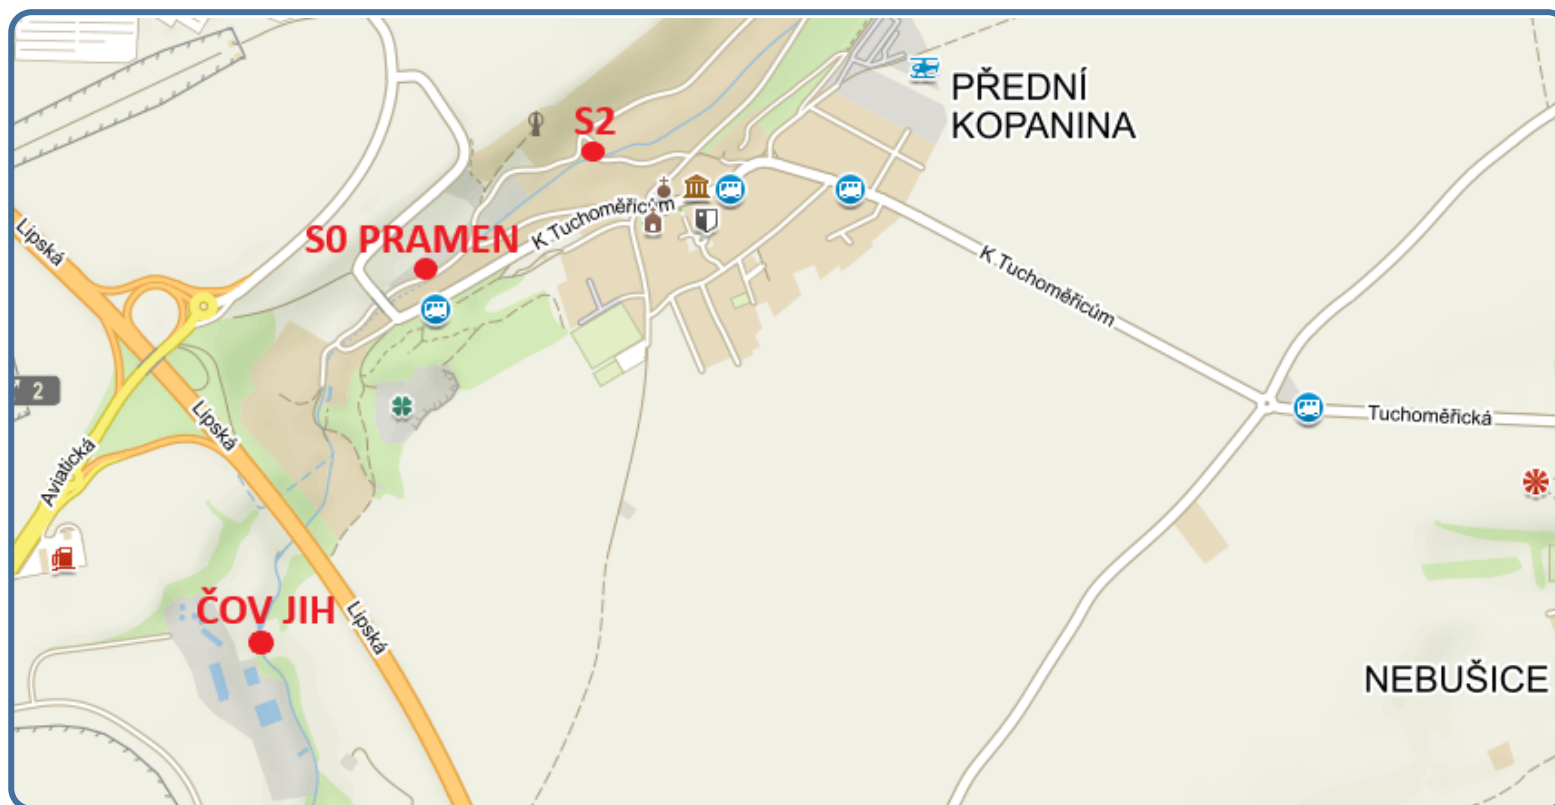 PŘEDNÍ
KOPANINA
S2
S0 PRAMEN
K Tuchoměřicům
Lipská
K Tuchoměřicům
2
Lipská
Tuchoměřická
Aviatická
ČOV JIH
Lipská
NEBUŠICE